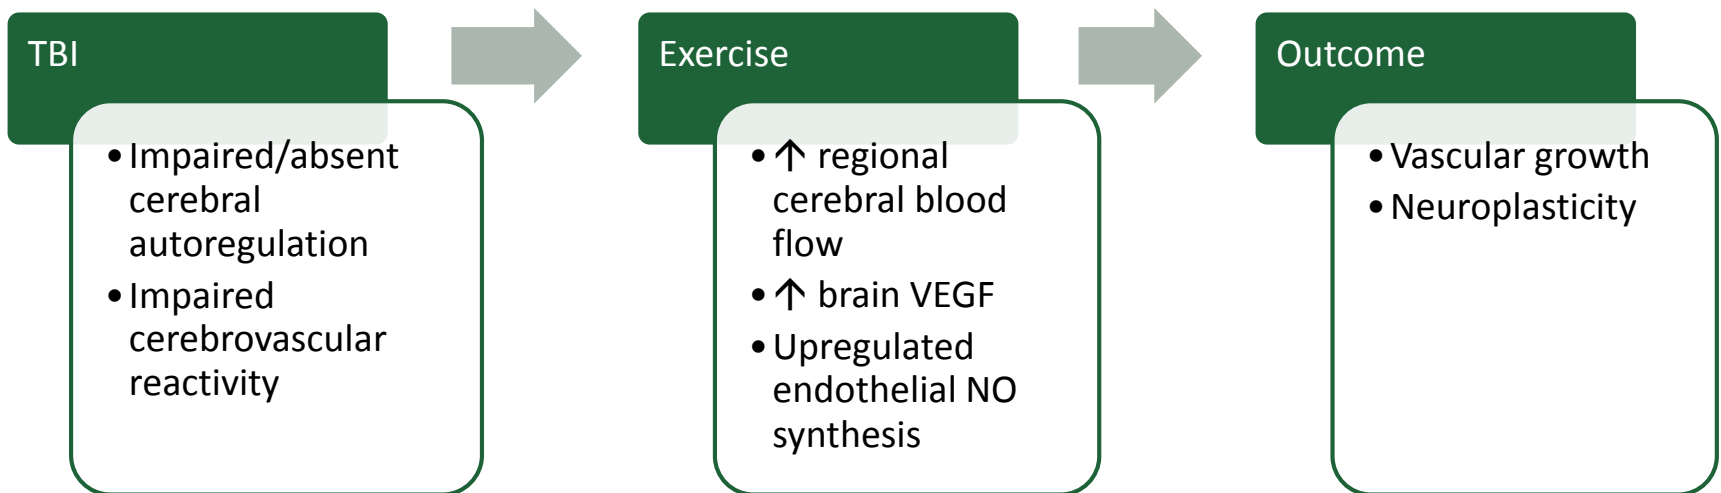 TBI
• Impaired/absent
cerebral
autoregulation
• Impaired
cerebrovascular
reactivity
Exercise
• ↑ regional
cerebral blood
flow
• ↑ brain VEGF
• Upregulated
endothelial NO
synthesis
Outcome
• Vascular growth
• Neuroplasticity